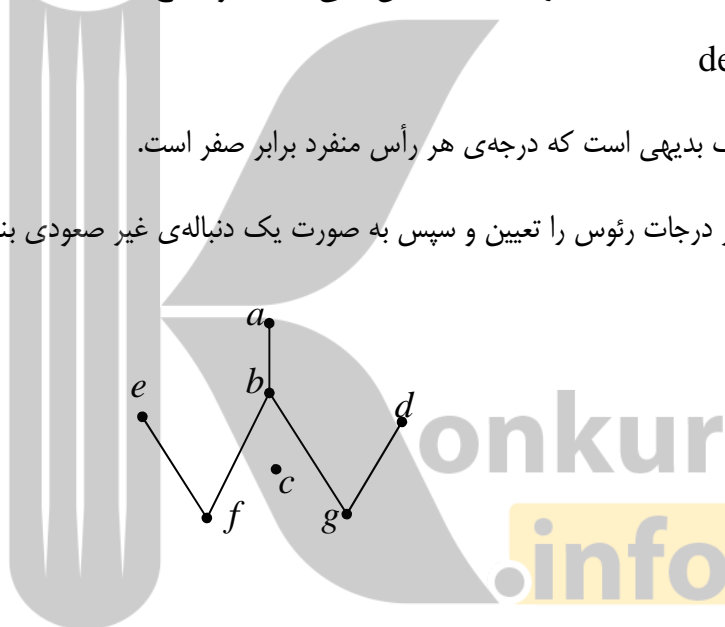 de
بدیهی است که درجه‌ی هر رأس منفرد برابر صفر است.
درجات رئوس را تعیین و سپس به صورت یک دنباله‌ی غیر صعودی
a
e
b
d
c
f
g
onkur
.info